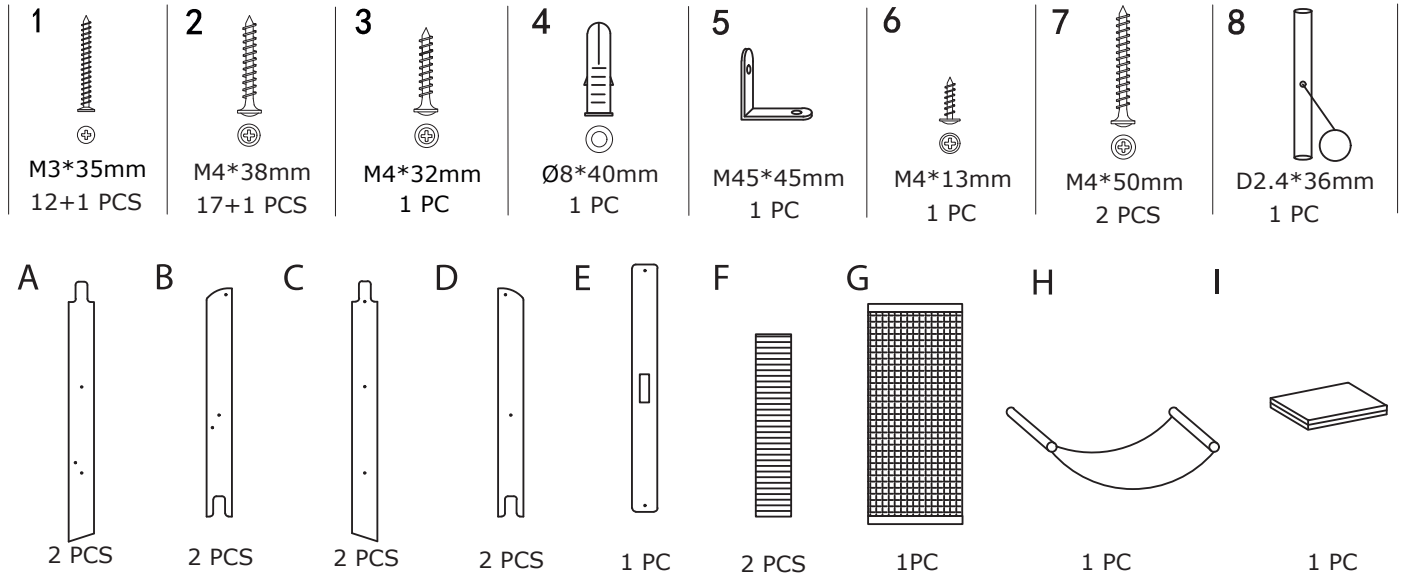 1
2
3
4
5
6
7
8
M3*35mm
12+1 PCS
M4*38mm
17+1 PCS
M4*32mm
1 PC
Ø8*40mm
1 PC
M45*45mm
1 PC
M4*13mm
1 PC
M4*50mm
2 PCS
D2.4*36mm
1 PC
A
B
C
D
E
F
G
H
I
2 PCS
2 PCS
2 PCS
2 PCS
1 PC
2 PCS
1PC
1 PC
1 PC